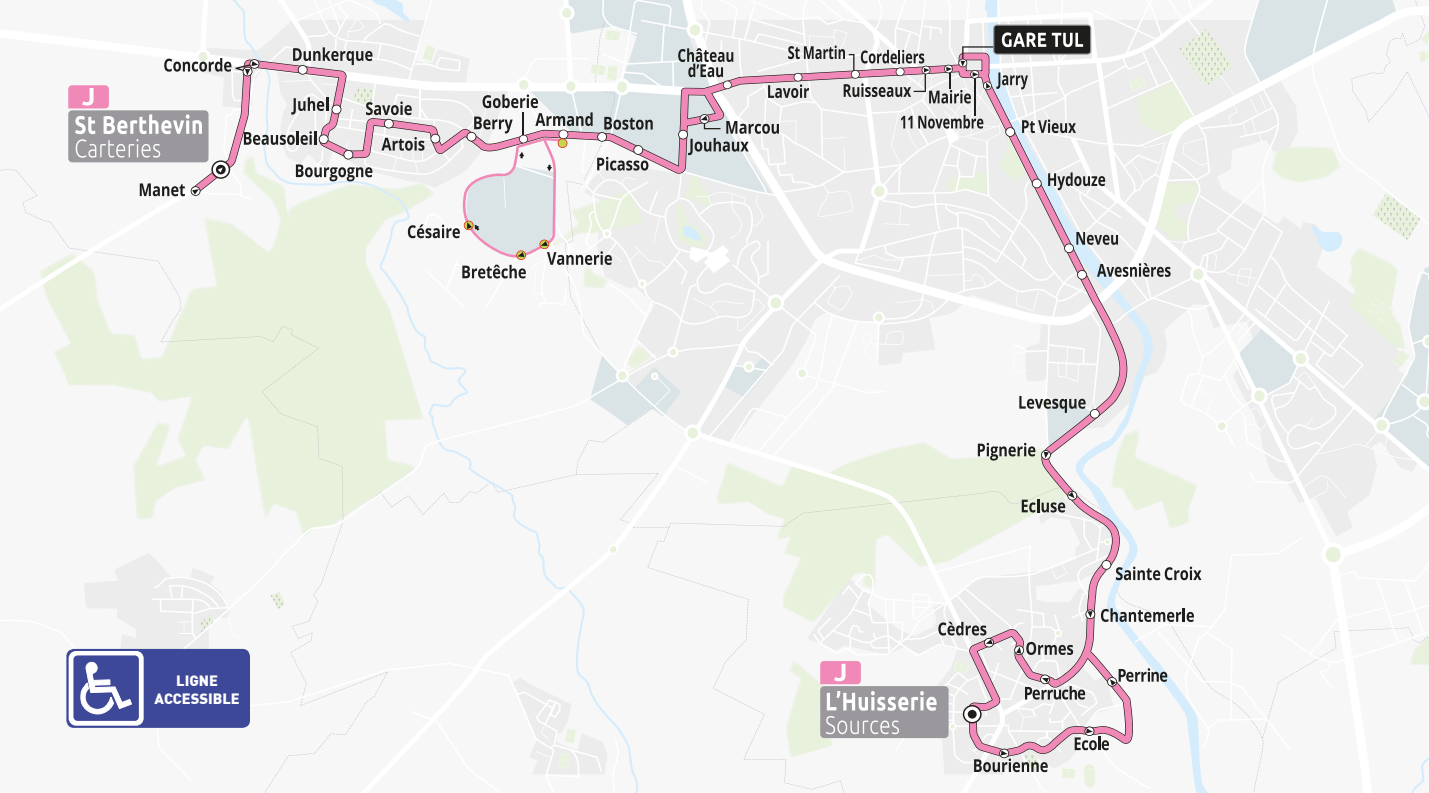 GARE TUL
Concorde
Dunkerque
Château
d'Eau
St Martin
Cordeliers
Lavoir
Ruisseaux
Mairie
11 Novembre
Jarry
J
St Berthevin
Carteries
Manet
Juhel
Beausoleil
Bourgogne
Savoie
Artois
Berry
Goberie
Armand
Boston
Picasso
Jouhaux
Marcou
Césaire
Bretêche
Vannerie
Pt Vieux
Hydouze
Neveu
Avesnières
Levesque
Pignerie
Ecluse
Sainte Croix
Chantemerle
Cèdres
Ormes
Perruche
Perrine
J
L'Huisserie
Sources
Ecole
Bourienne
LIGNE
ACCESSIBLE